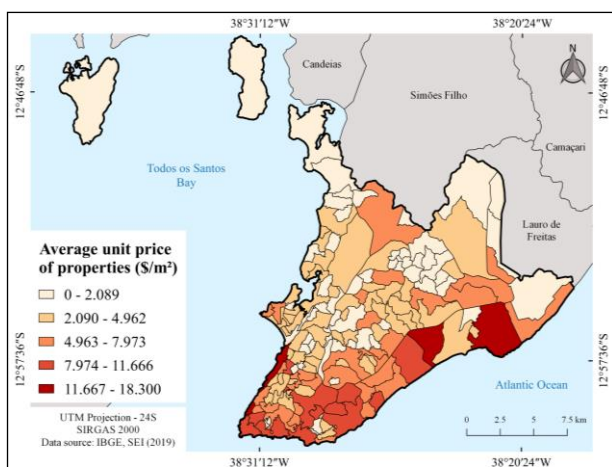 38°31'12"W
38°20'24"W
12°46'48"S
12°46'48"S
N
Candeias
Simões Filho
Camaçari
Todos os Santos
Bay
Lauro de
Freitas
Average unit price
of properties ($/m²)
0 - 2.089
2.090 - 4.962
4.963 - 7.973
7.974 - 11.666
11.667 - 18.300
12°57'36"S
12°57'36"S
Atlantic Ocean
UTM Projection - 24S
SIRGAS 2000
Data source: IBGE, SEI (2019)
0 2.5 5 7.5 km
38°31'12"W
38°20'24"W